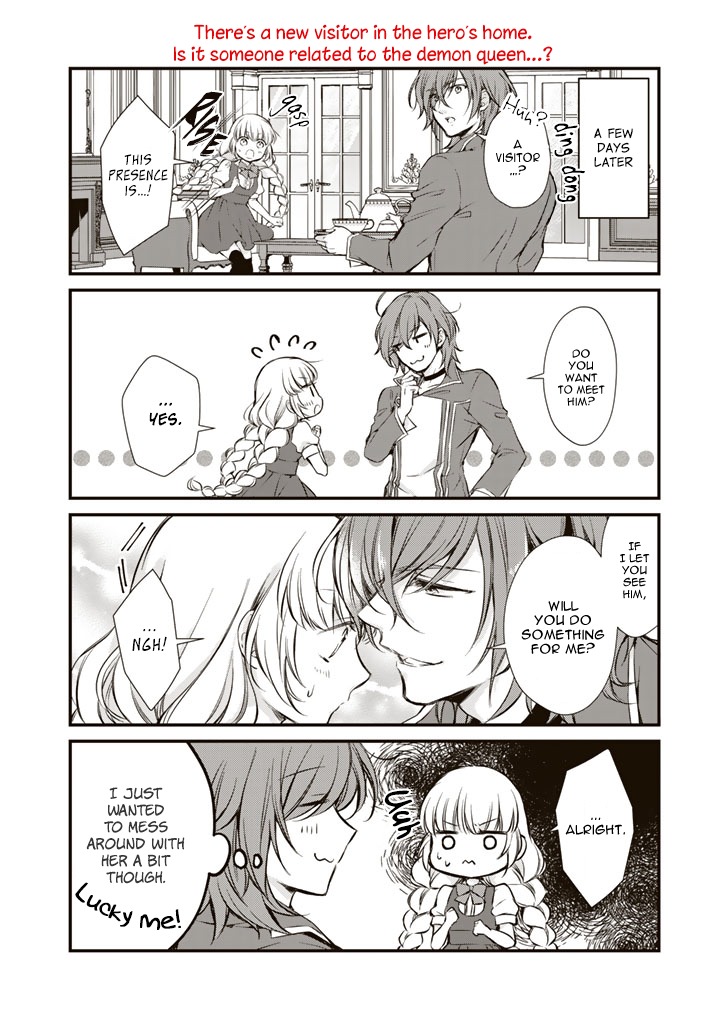 There's a new visitor in the hero's home.
Is it someone related to the demon queen...?
A FEW
DAYS
LATER
ding dong
Huh?
A
VISITOR
...?
gasp
RISE
THIS
PRESENCE
IS...!
DO
YOU
WANT
TO MEET
HIM?
...
YES.
IF
I LET
YOU
SEE
HIM,
WILL
YOU DO
SOMETHING
FOR ME?
...
NGH!
...
ALRIGHT.
Uuh
I JUST
WANTED
TO MESS
AROUND WITH
HER A BIT
THOUGH.
Lucky me!